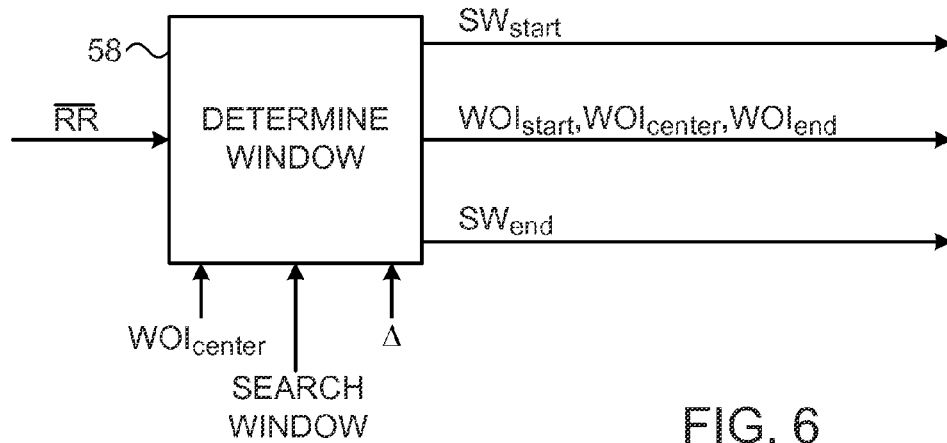 SWstart
58
RR
DETERMINE
WINDOW
WOIstart,WOIcenter,WOIend
SWend
WOIcenter
Δ
SEARCH
WINDOW
FIG. 6